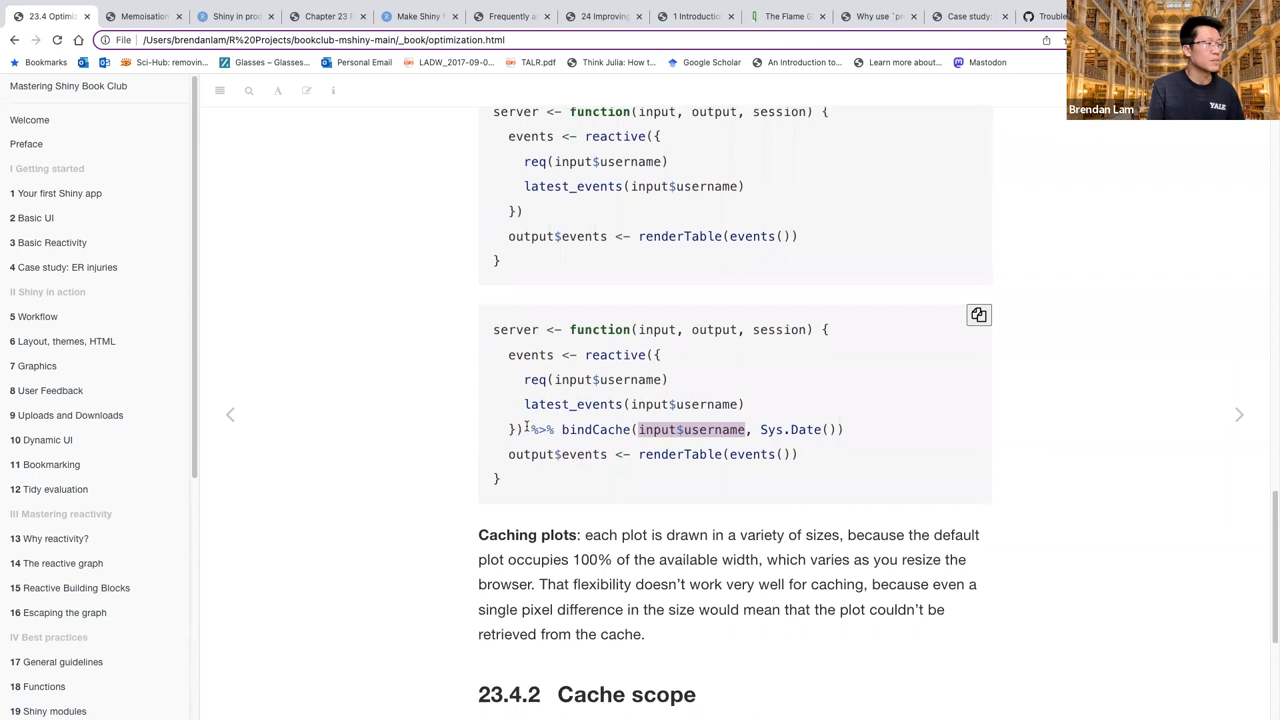 23.4 Optimiz
Memoisation
Shiny in prod
Chapter 23
Make Shiny
Frequently a
24 Improving
1 Introduction
The Flame G
Why use `pr
Case study:
Troubl
File /Users/brendanlam/R%20Projects/bookclub-mshiny-main/_book/optimization.html
Bookmarks
Sci-Hub: removin...
Glasses – Glasses...
Personal Email
LADW_2017-09-0...
TALR.pdf
Think Julia: How t...
Google Scholar
An Introduction to...
Learn more about...
Mastodon
Brendan Lam
YALE
Mastering Shiny Book Club
Welcome
Preface
I Getting started
1 Your first Shiny app
2 Basic UI
3 Basic Reactivity
4 Case study: ER injuries
II Shiny in action
5 Workflow
6 Layout, themes, HTML
7 Graphics
8 User Feedback
9 Uploads and Downloads
10 Dynamic UI
11 Bookmarking
12 Tidy evaluation
III Mastering reactivity
13 Why reactivity?
14 The reactive graph
15 Reactive Building Blocks
16 Escaping the graph
IV Best practices
17 General guidelines
18 Functions
19 Shiny modules
server <- function(input, output, session) {
events <- reactive({
req(input$username)
latest_events(input$username)
})
output$events <- renderTable(events())
}
server <- function(input, output, session) {
events <- reactive({
req(input$username)
latest_events(input$username)
}) %>% bindCache(input$username, Sys.Date())
output$events <- renderTable(events())
}
Caching plots: each plot is drawn in a variety of sizes, because the default
plot occupies 100% of the available width, which varies as you resize the
browser. That flexibility doesn't work very well for caching, because even a
single pixel difference in the size would mean that the plot couldn't be
retrieved from the cache.
23.4.2 Cache scope